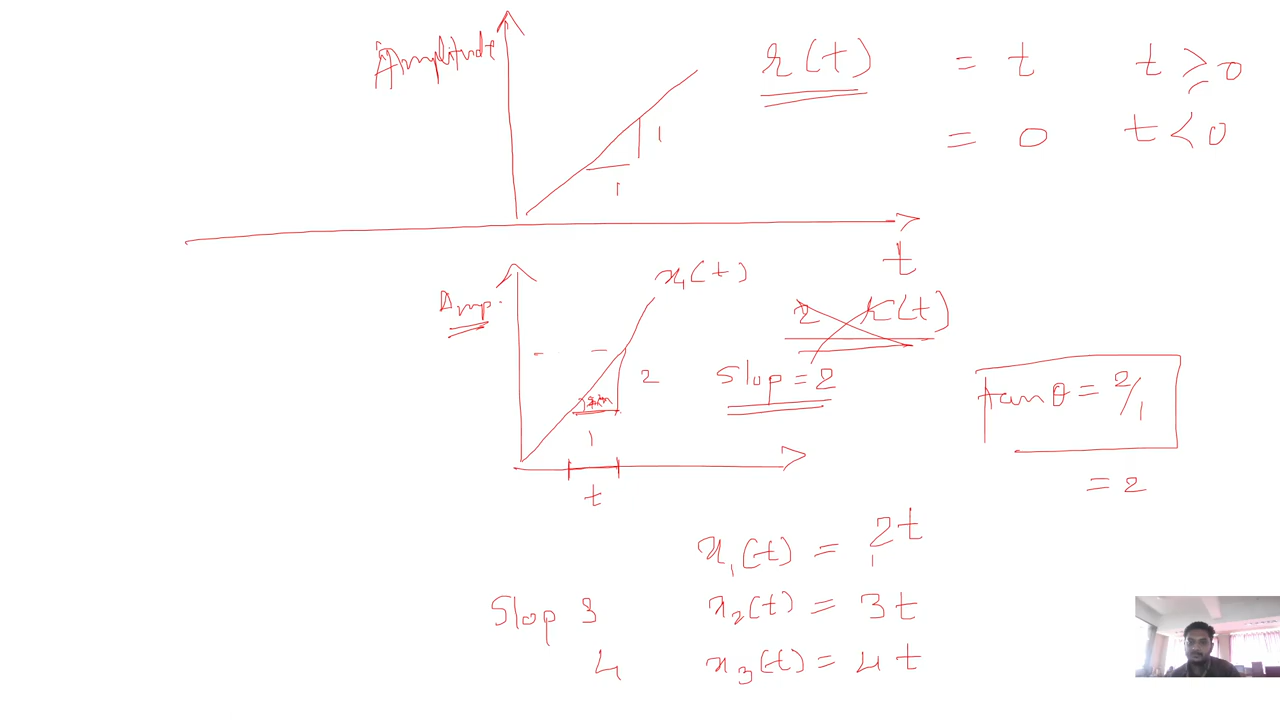 Amplitude
r(t) = t t ≥ 0
= 0 t < 0
1
1
t
x₁(t)
Amp.
r(t)
2
Slop = 2
tanθ = 2/1
= 2
1
t
x₁(t) = 2t
Slop 3 x₂(t) = 3t
4 x₃(t) = 4t